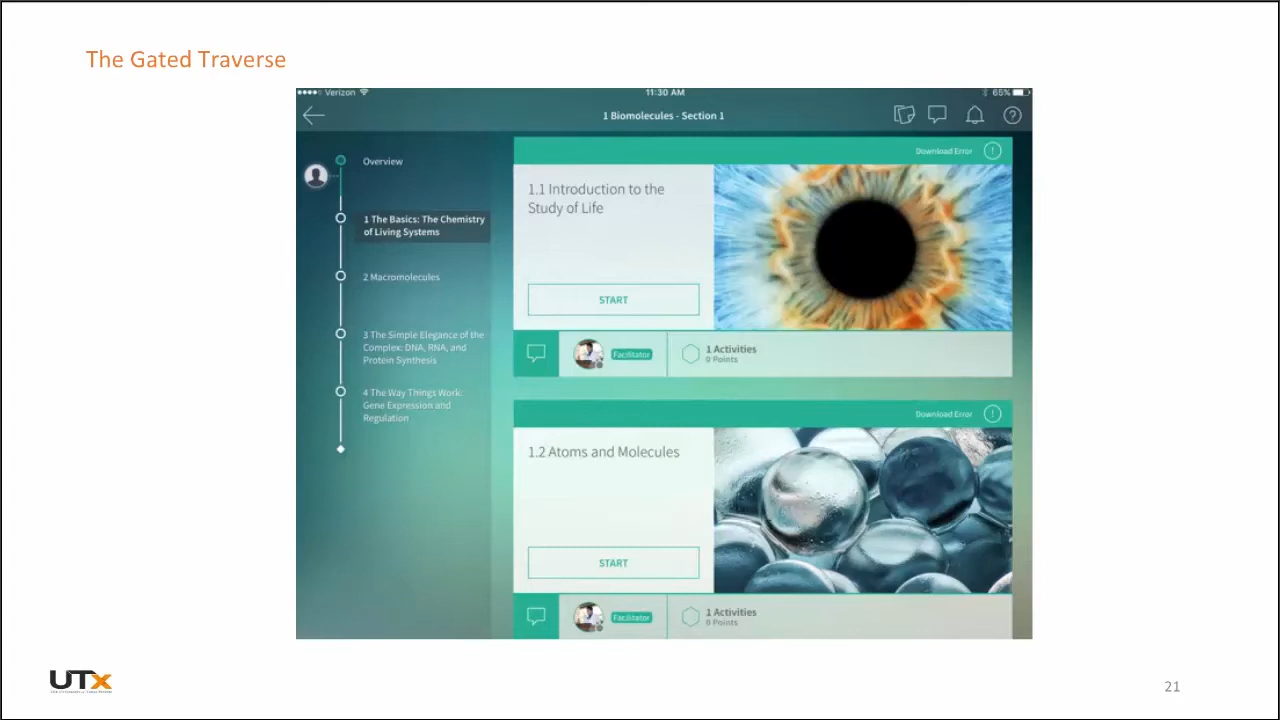 The Gated Traverse
Verizon
11:30 AM
65%
1 Biomolecules - Section 1
Overview
1 The Basics: The Chemistry
of Living Systems
2 Macromolecules
3 The Simple Elegance of the
Complex: DNA, RNA, and
Protein Synthesis
4 The Way Things Work:
Gene Expression and
Regulation
Download Error
1.1 Introduction to the
Study of Life
START
Facilitator
1 Activities
0 Points
Download Error
1.2 Atoms and Molecules
START
Facilitator
1 Activities
0 Points
UTx
21